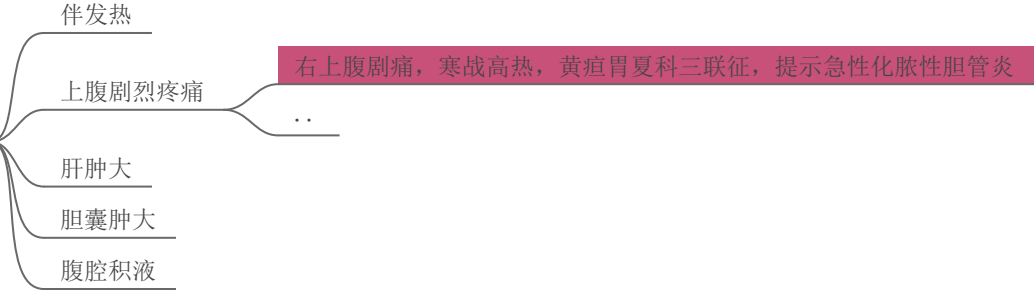 伴发热
上腹剧烈疼痛
右上腹剧痛，寒战高热，黄疸胃夏科三联征，提示急性化脓性胆管炎
..
肝肿大
胆囊肿大
腹腔积液